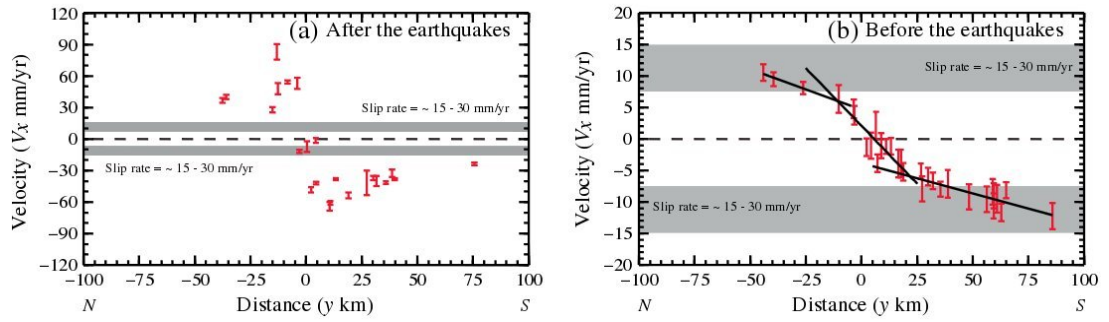 (a) After the earthquakes
Velocity (Vx mm/yr)
120
90
60
30
0
−30
−60
−90
−120
Slip rate = ~ 15 - 30 mm/yr
Slip rate = ~ 15 - 30 mm/yr
−100 −75 −50 −25 0 25 50 75 100
N Distance (y km) S
(b) Before the earthquakes
Velocity (Vx mm/yr)
20
15
10
5
0
−5
−10
−15
−20
Slip rate = ~ 15 - 30 mm/yr
Slip rate = ~ 15 - 30 mm/yr
−100 −75 −50 −25 0 25 50 75 100
N Distance (y km) S